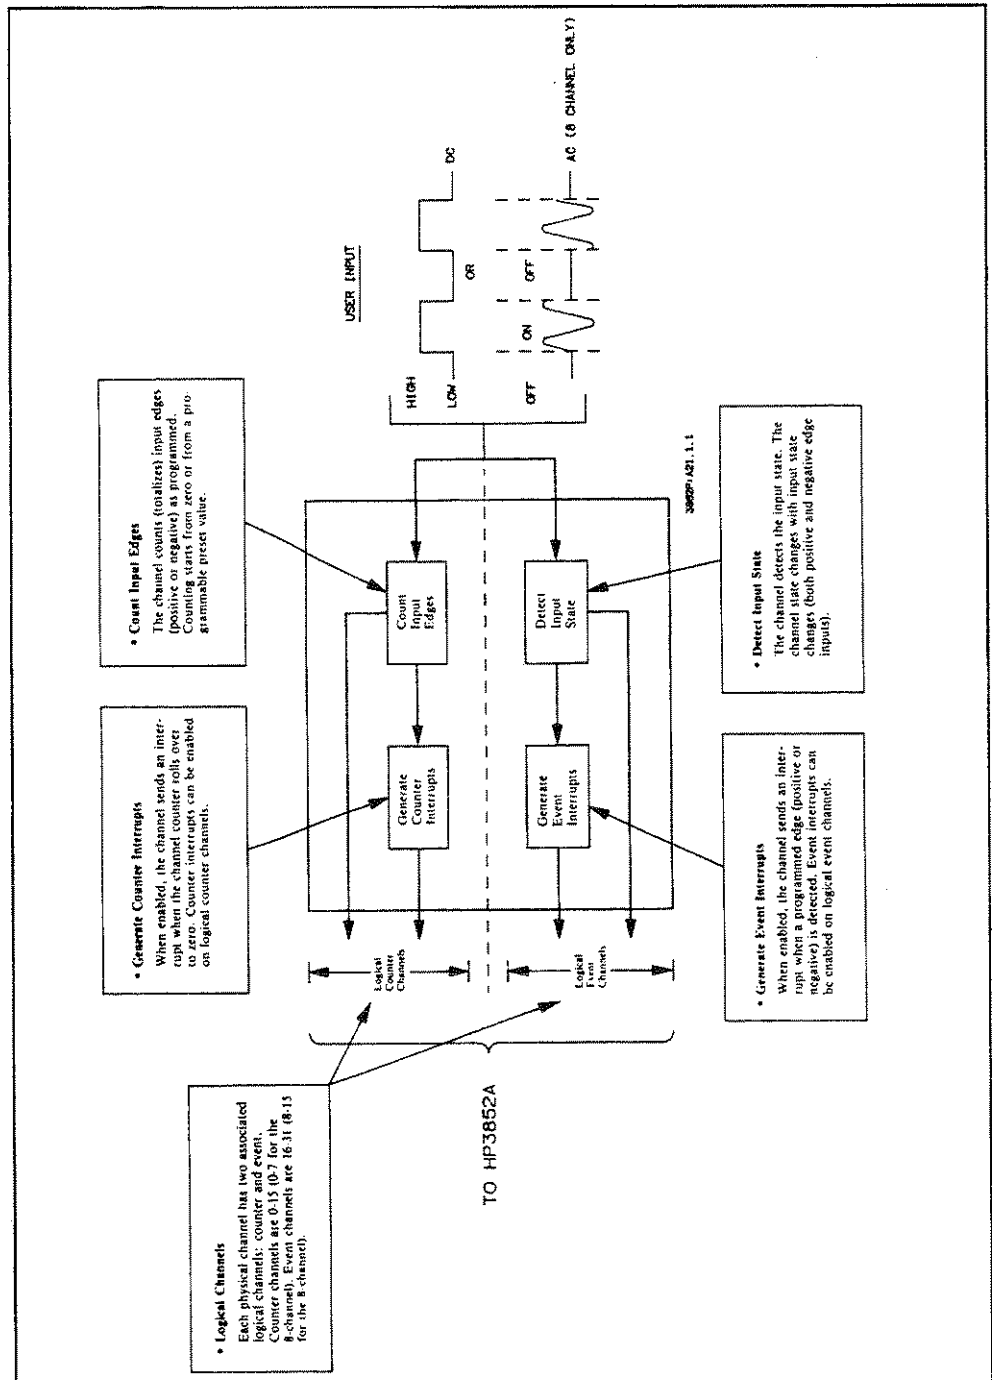 • Logical Channels
Each physical channel has two associated
logical channels: counter and event.
Counter channels are 0-15 (0-7 for the
8-channel). Event channels are 16-31 (8-15
for the 8-channel).
• Generate Counter Interrupts
When enabled, the channel sends an inter-
rupt when the channel counter rolls over
to zero. Counter interrupts can be enabled
on logical counter channels.
• Count Input Edges
The channel counts (totalizes) input edges
(positive or negative) as programmed.
Counting starts from zero or from a pro-
grammable preset value.
USER INPUT
HIGH
LOW
DC
OR
OFF
ON
OFF
AC (8 CHANNEL ONLY)
TO HP3852A
Logical
Counter
Channels
Logical
Event
Channels
Generate
Counter
Interrupts
Count
Input
Edges
Generate
Event
Interrupts
Detect
Input
State
3852P:A21.1.1
• Generate Event Interrupts
When enabled, the channel sends an inter-
rupt when a programmed edge (positive or
negative) is detected. Event interrupts can
be enabled on logical event channels.
• Detect Input State
The channel detects the input state. The
channel state changes with input state
changes (both positive and negative edge
inputs).